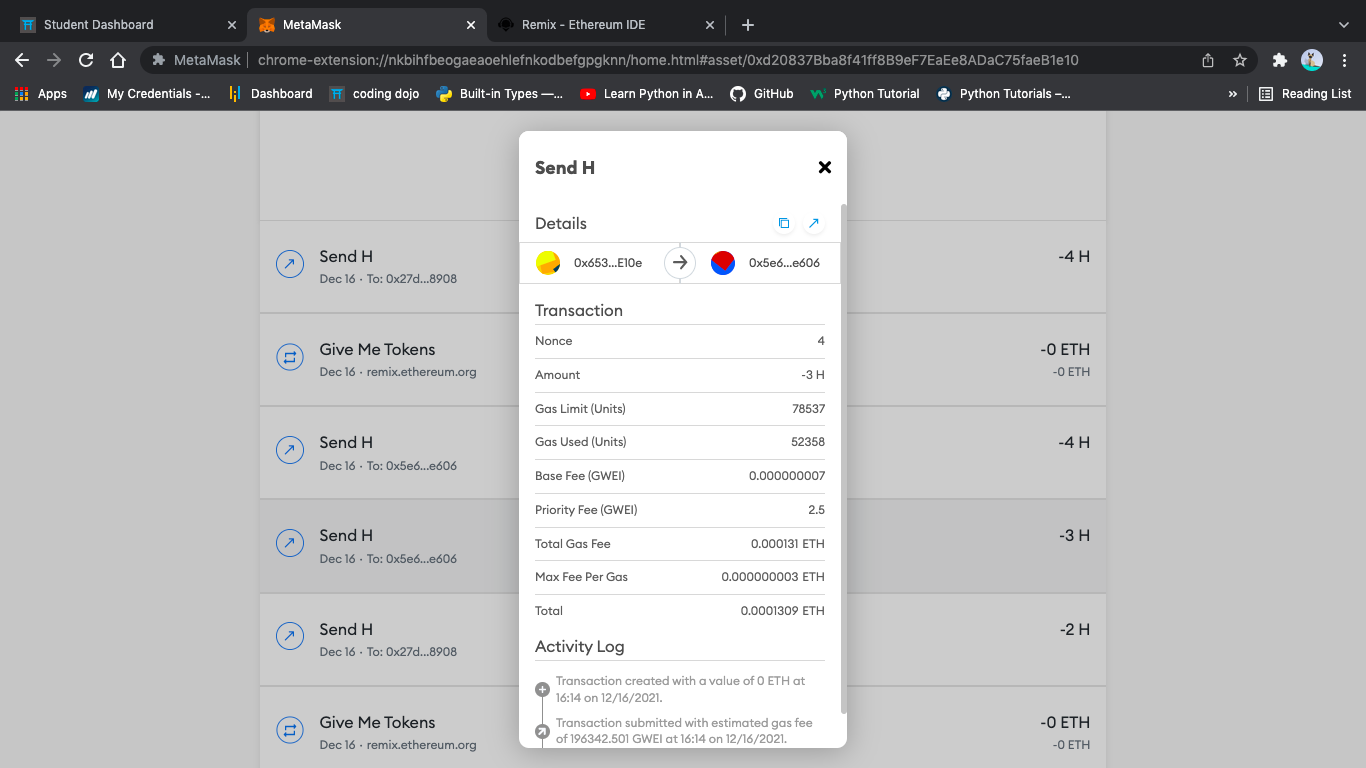 Student Dashboard
MetaMask
Remix - Ethereum IDE
MetaMask
chrome-extension://nkbihfbeogaeaoehlefnkodbefgpgknn/home.html#asset/0xd20837Bba8f41ff8B9eF7EaEe8ADaC75faeB1e10
Apps
My Credentials -...
Dashboard
coding dojo
Built-in Types —...
Learn Python in A...
GitHub
Python Tutorial
Python Tutorials –...
»
Reading List
Send H
Dec 16 · To: 0x27d...8908
-4 H
Give Me Tokens
Dec 16 · remix.ethereum.org
-0 ETH
-0 ETH
Send H
Dec 16 · To: 0x5e6...e606
-4 H
Send H
Dec 16 · To: 0x5e6...e606
-3 H
Send H
Dec 16 · To: 0x27d...8908
-2 H
Give Me Tokens
Dec 16 · remix.ethereum.org
-0 ETH
-0 ETH
Send H
Details
0x653...E10e
0x5e6...e606
Transaction
Nonce 4
Amount -3 H
Gas Limit (Units) 78537
Gas Used (Units) 52358
Base Fee (GWEI) 0.000000007
Priority Fee (GWEI) 2.5
Total Gas Fee 0.000131 ETH
Max Fee Per Gas 0.000000003 ETH
Total 0.0001309 ETH
Activity Log
Transaction created with a value of 0 ETH at
16:14 on 12/16/2021.
Transaction submitted with estimated gas fee
of 196342.501 GWEI at 16:14 on 12/16/2021.